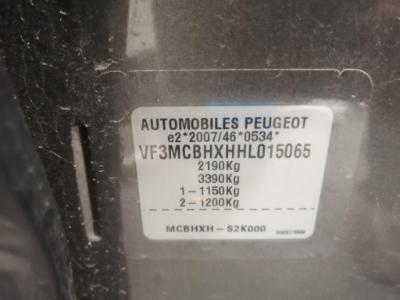 AUTOMOBILES PEUGEOT
e2*2007/46*0534*
VF3MCBHXHHL015065
2190Kg
3390Kg
1-1150Kg
2-1200Kg
MCBHXH-S2K000